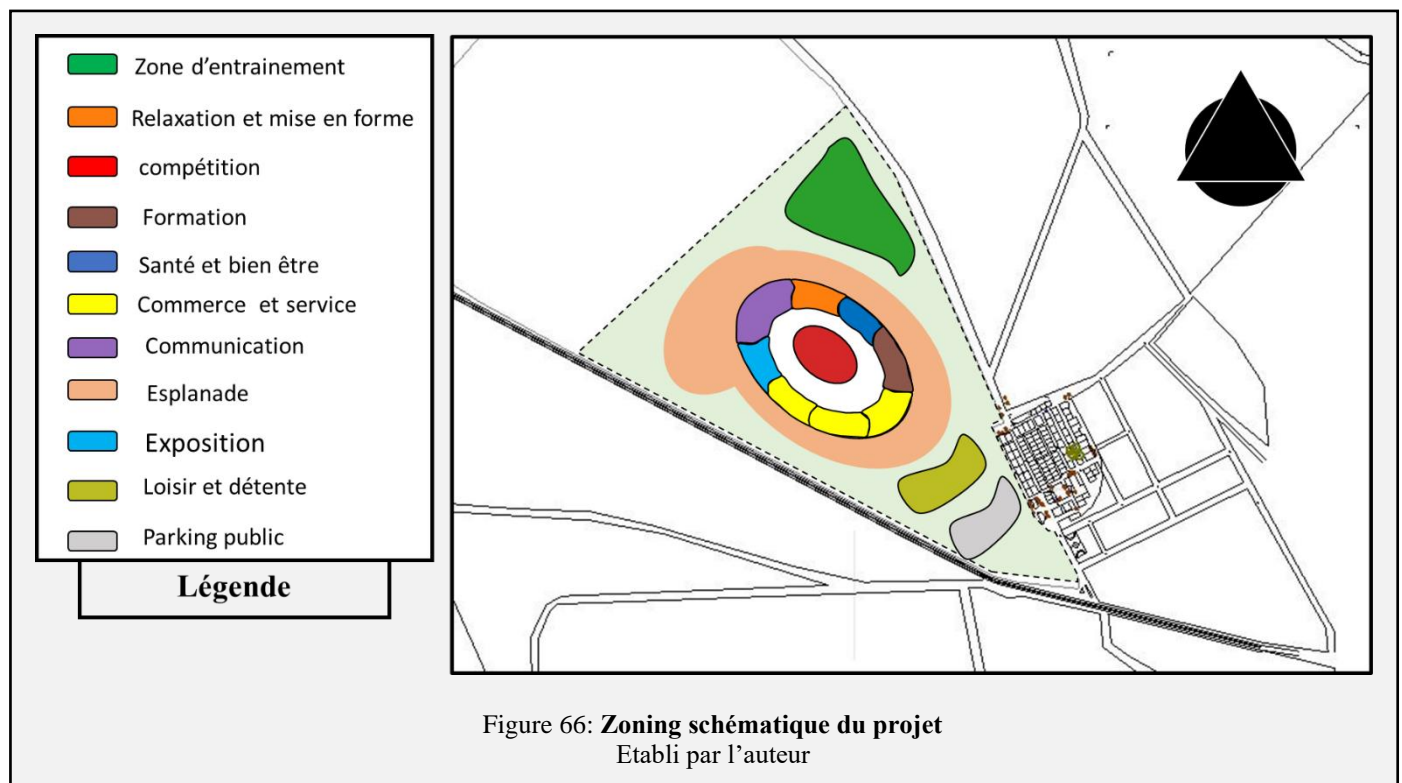 Zone d’entrainement
Relaxation et mise en forme
compétition
Formation
Santé et bien être
Commerce et service
Communication
Esplanade
Exposition
Loisir et détente
Parking public
Légende
Figure 66: Zoning schématique du projet
Etabli par l’auteur